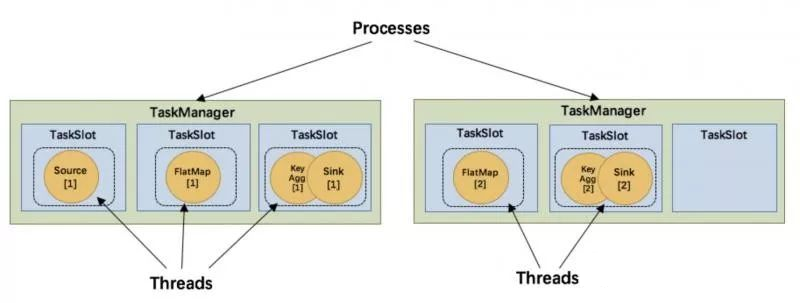 Processes
TaskManager
TaskSlot
TaskSlot
TaskSlot
Source
[1]
FlatMap
[1]
Key
Agg
[1]
Sink
[1]
Threads
TaskManager
TaskSlot
TaskSlot
TaskSlot
FlatMap
[2]
Key
Agg
[2]
Sink
[2]
Threads